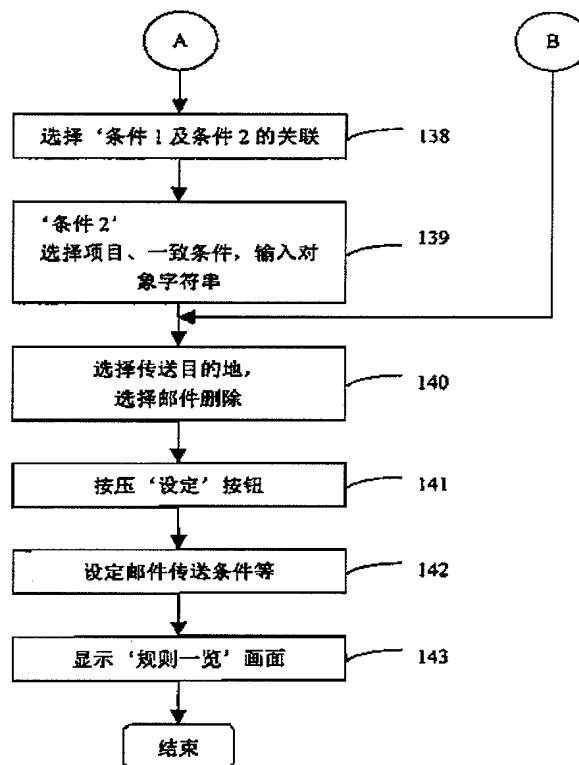 A
B
选择‘条件1及条件2的关联
138
‘条件2’
选择项目、一致条件，输入对
象字符串
139
选择传送目的地，
选择邮件删除
140
按压‘设定’按钮
141
设定邮件传送条件等
142
显示‘规则一览’画面
143
结束